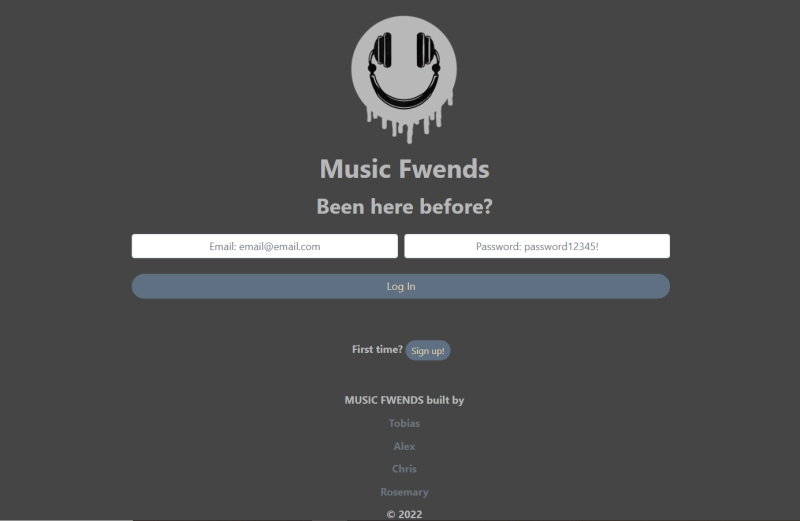 Music Fwends
Been here before?
Email: email@email.com
Password: password12345!
Log In
First time? Sign up!
MUSIC FWENDS built by
Tobias
Alex
Chris
Rosemary
© 2022